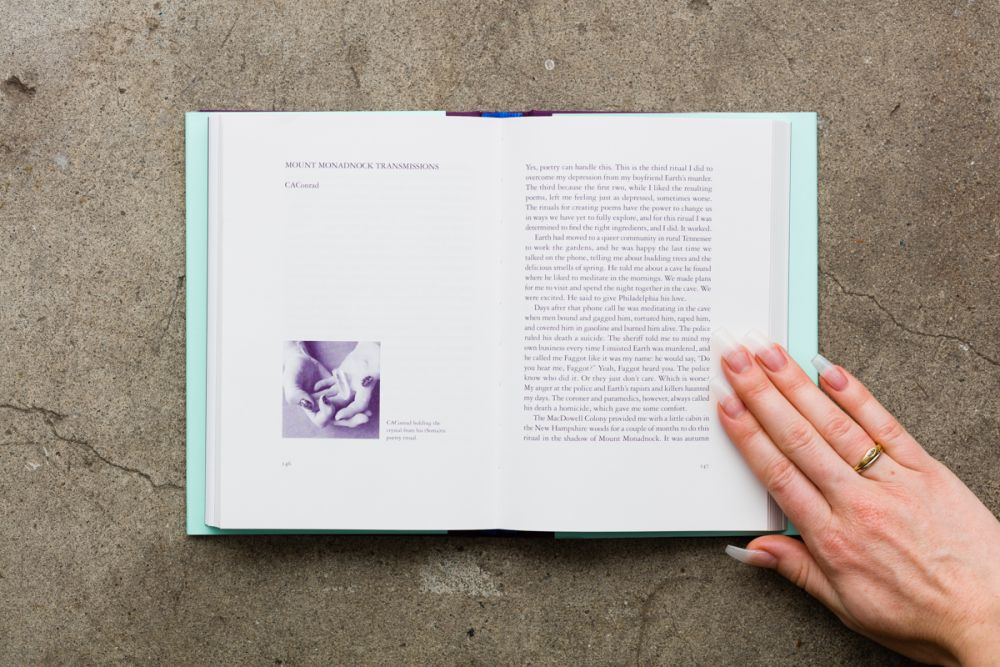 MOUNT MONADNOCK TRANSMISSIONS
CAConrad
CAConrad holding the
crystal from his (Soma)tic
poetry ritual.
146
Yes, poetry can handle this. This is the third ritual I did to
overcome my depression from my boyfriend Earth's murder.
The third because the first two, while I liked the resulting
poems, left me feeling just as depressed, sometimes worse.
The rituals for creating poems have the power to change us
in ways we have yet to fully explore, and for this ritual I was
determined to find the right ingredients, and I did. It worked.
Earth had moved to a queer community in rural Tennessee
to work the gardens, and he was happy the last time we
talked on the phone, telling me about budding trees and the
delicious smells of spring. He told me about a cave he found
where he liked to meditate in the mornings. We made plans
for me to visit and spend the night together in the cave. We
were excited. He said to give Philadelphia his love.
Days after that phone call he was meditating in the cave
when men bound and gagged him, tortured him, raped him,
and covered him in gasoline and burned him alive. The police
ruled his death a suicide. The sheriff told me to mind my
own business every time I insisted Earth was murdered, and
he called me Faggot like it was my name: he would say, "Do
you hear me, Faggot?" Yeah, Faggot heard you. The police
know who did it. Or they just don't care. Which is worse?
My anger at the police and Earth's rapists and killers haunted
my days. The coroner and paramedics, however, always called
his death a homicide, which gave me some comfort.
The MacDowell Colony provided me with a little cabin in
the New Hampshire woods for a couple of months to do this
ritual in the shadow of Mount Monadnock. It was autumn
147